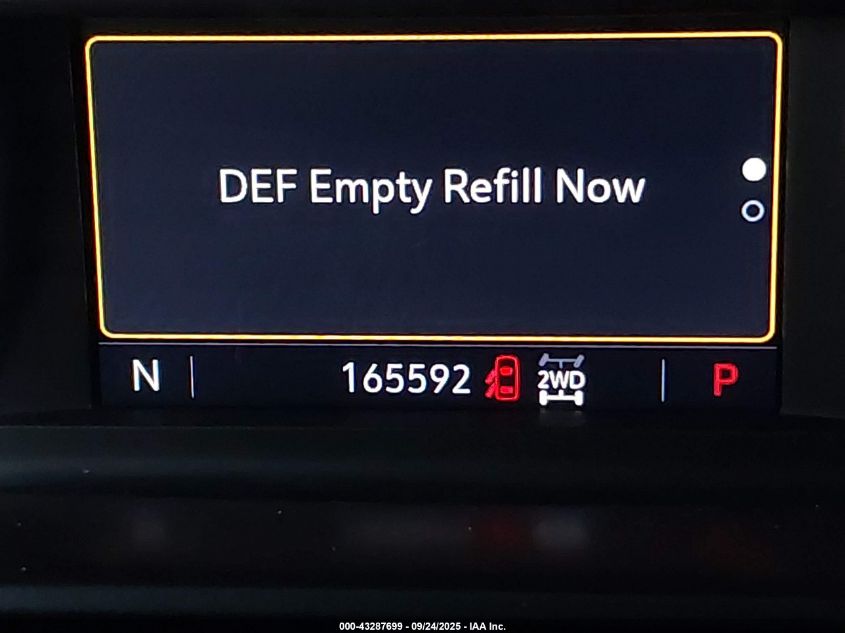 DEF Empty Refill Now
N 165592 2WD P
000-43287699 - 09/24/2025 - IAA Inc.